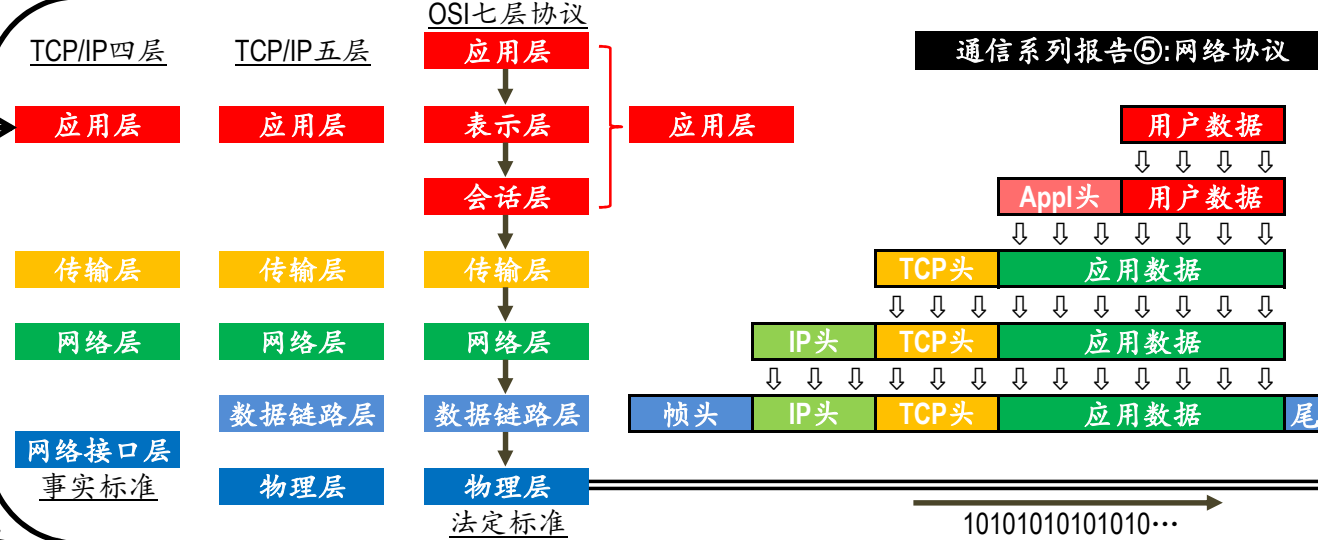 OSI七层协议
TCP/IP四层 TCP/IP五层 应用层 通信系列报告⑤:网络协议
应用层 应用层 表示层 应用层 用户数据
会话层 Appl头 用户数据
传输层 传输层 传输层 TCP头 应用数据
网络层 网络层 网络层 IP头 TCP头 应用数据
数据链路层 数据链路层 帧头 IP头 TCP头 应用数据 尾
网络接口层
事实标准 物理层 物理层
法定标准 10101010101010…